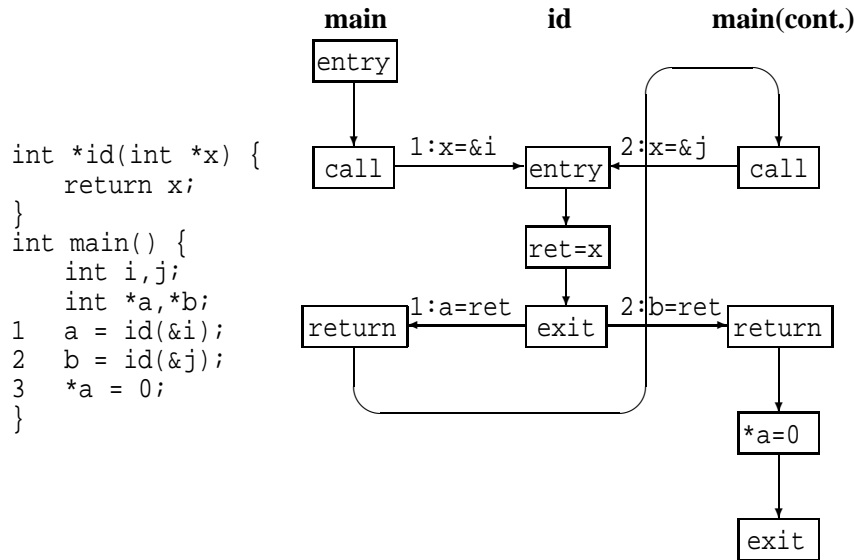 main id main(cont.)
entry
int *id(int *x) {
return x;
}
int main() {
int i,j;
int *a,*b;
1 a = id(&i);
2 b = id(&j);
3 *a = 0;
}
call 1:x=&i entry 2:x=&j call
ret=x
return 1:a=ret exit 2:b=ret return
*a=0
exit